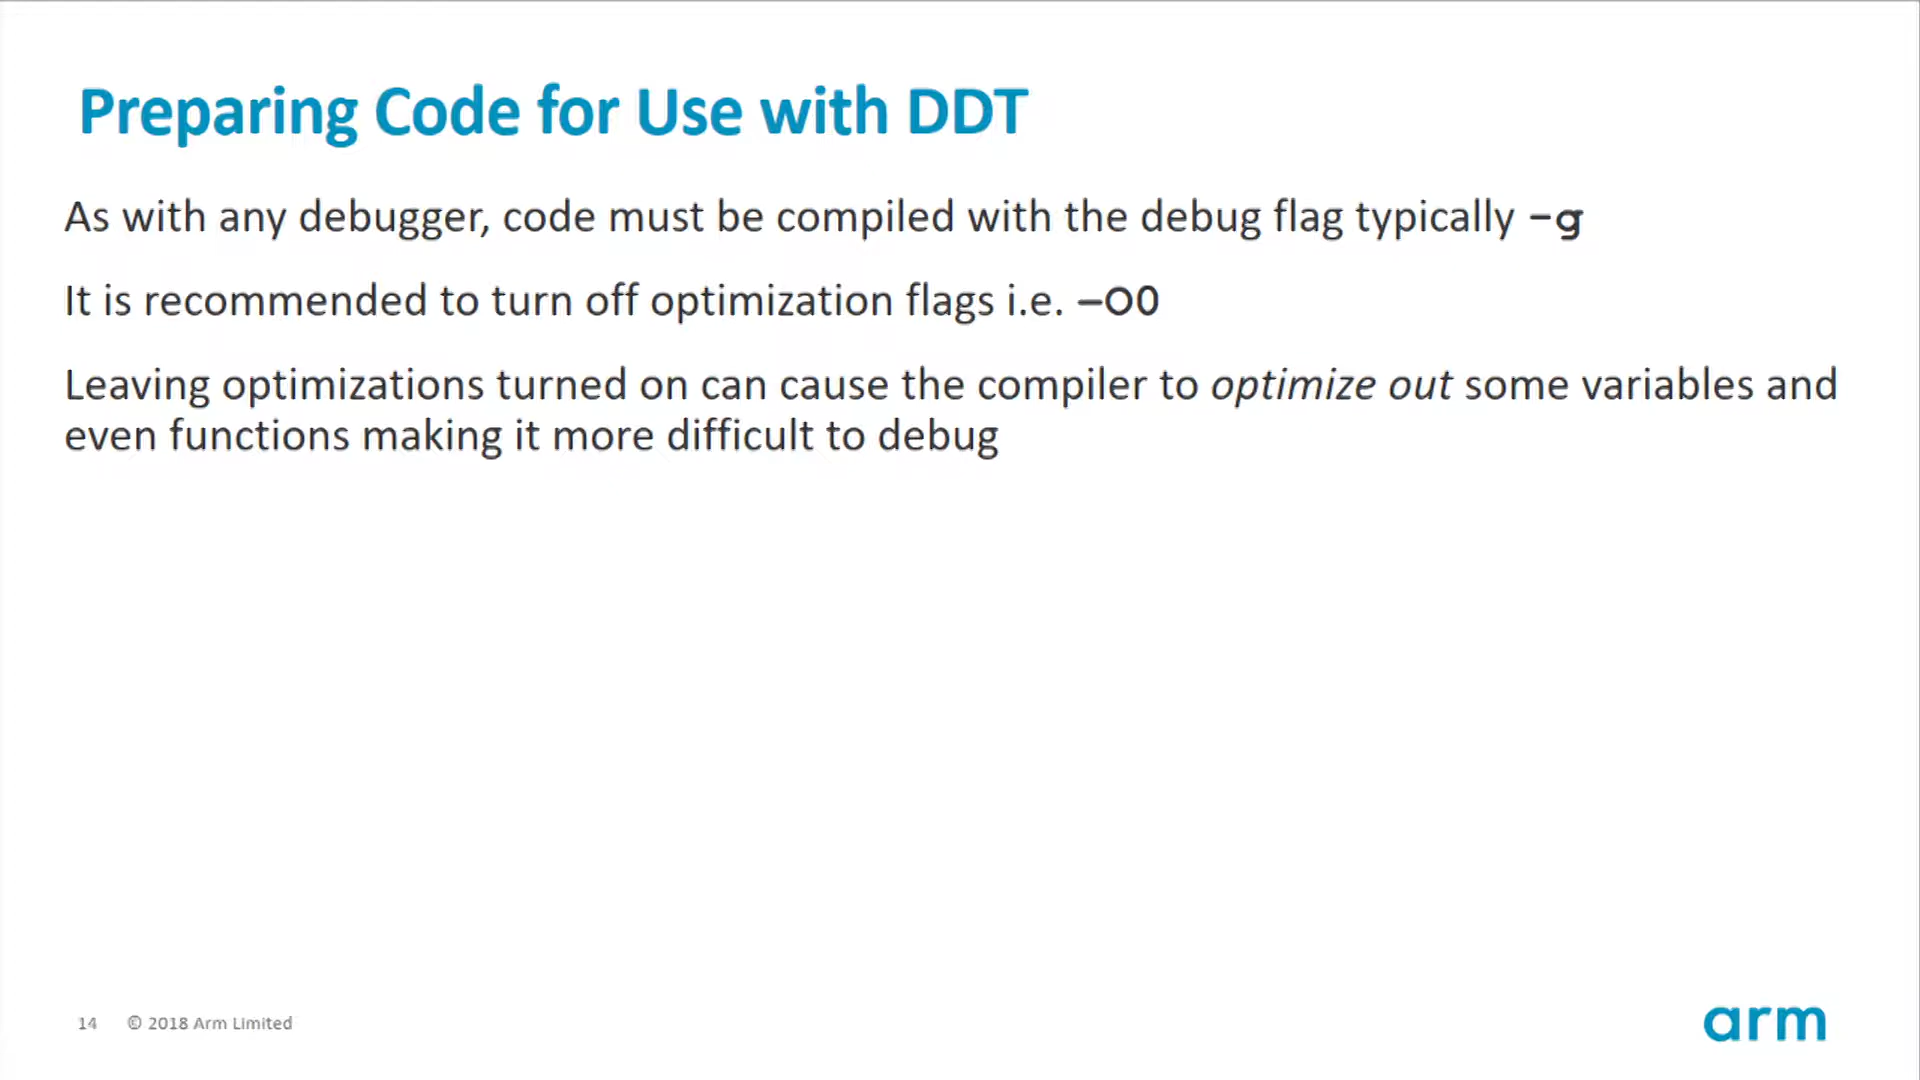 Preparing Code for Use with DDT
As with any debugger, code must be compiled with the debug flag typically –g
It is recommended to turn off optimization flags i.e. –O0
Leaving optimizations turned on can cause the compiler to optimize out some variables and
even functions making it more difficult to debug
14 © 2018 Arm Limited
arm